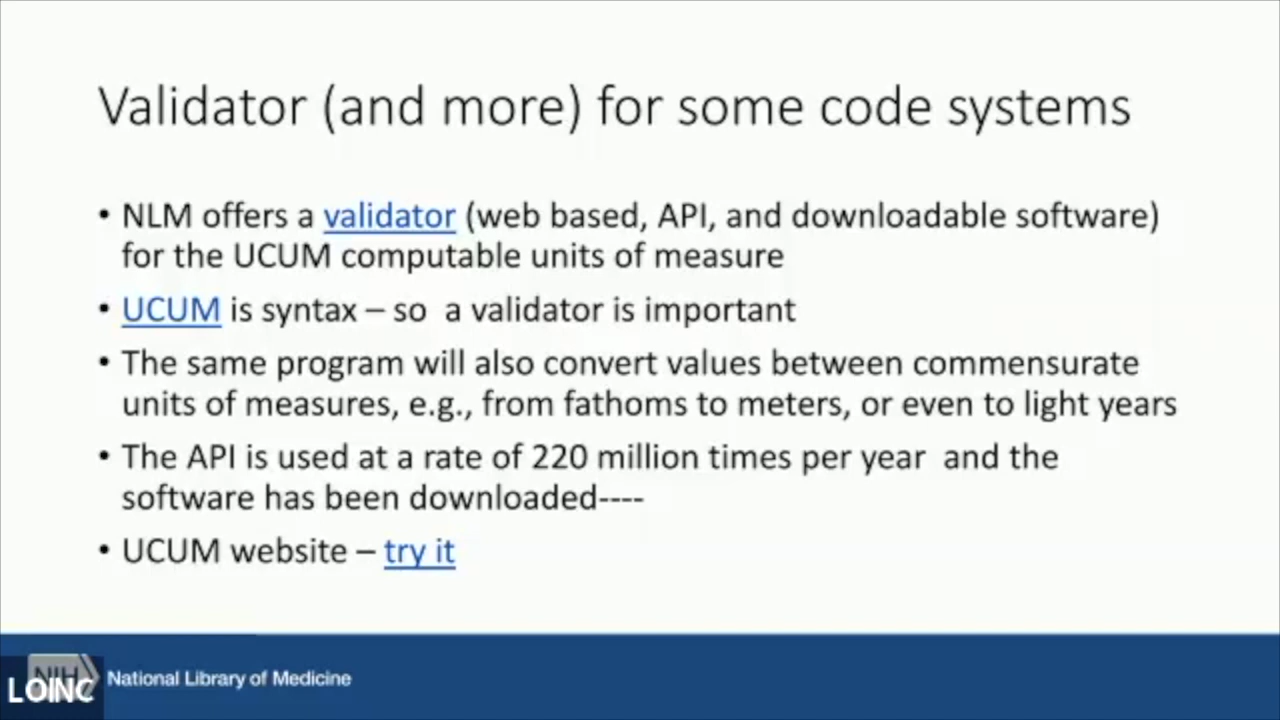 Validator (and more) for some code systems
• NLM offers a validator (web based, API, and downloadable software)
for the UCUM computable units of measure
• UCUM is syntax – so  a validator is important
• The same program will also convert values between commensurate
units of measures, e.g., from fathoms to meters, or even to light years
• The API is used at a rate of 220 million times per year  and the
software has been downloaded----
• UCUM website – try it
NIH National Library of Medicine
LOINC